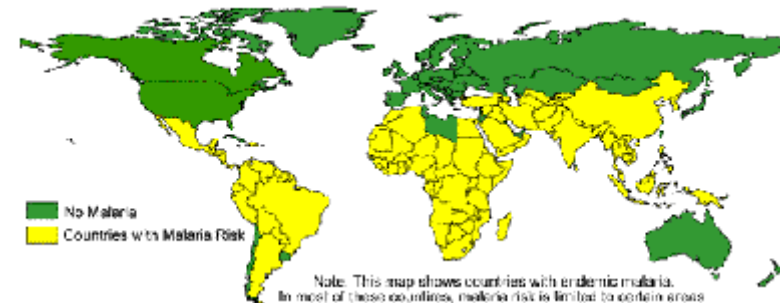 No Malaria
Countries with Malaria Risk
Note: This map shows countries with endemic malaria.
In most of these countries, malaria risk is limited to certain areas